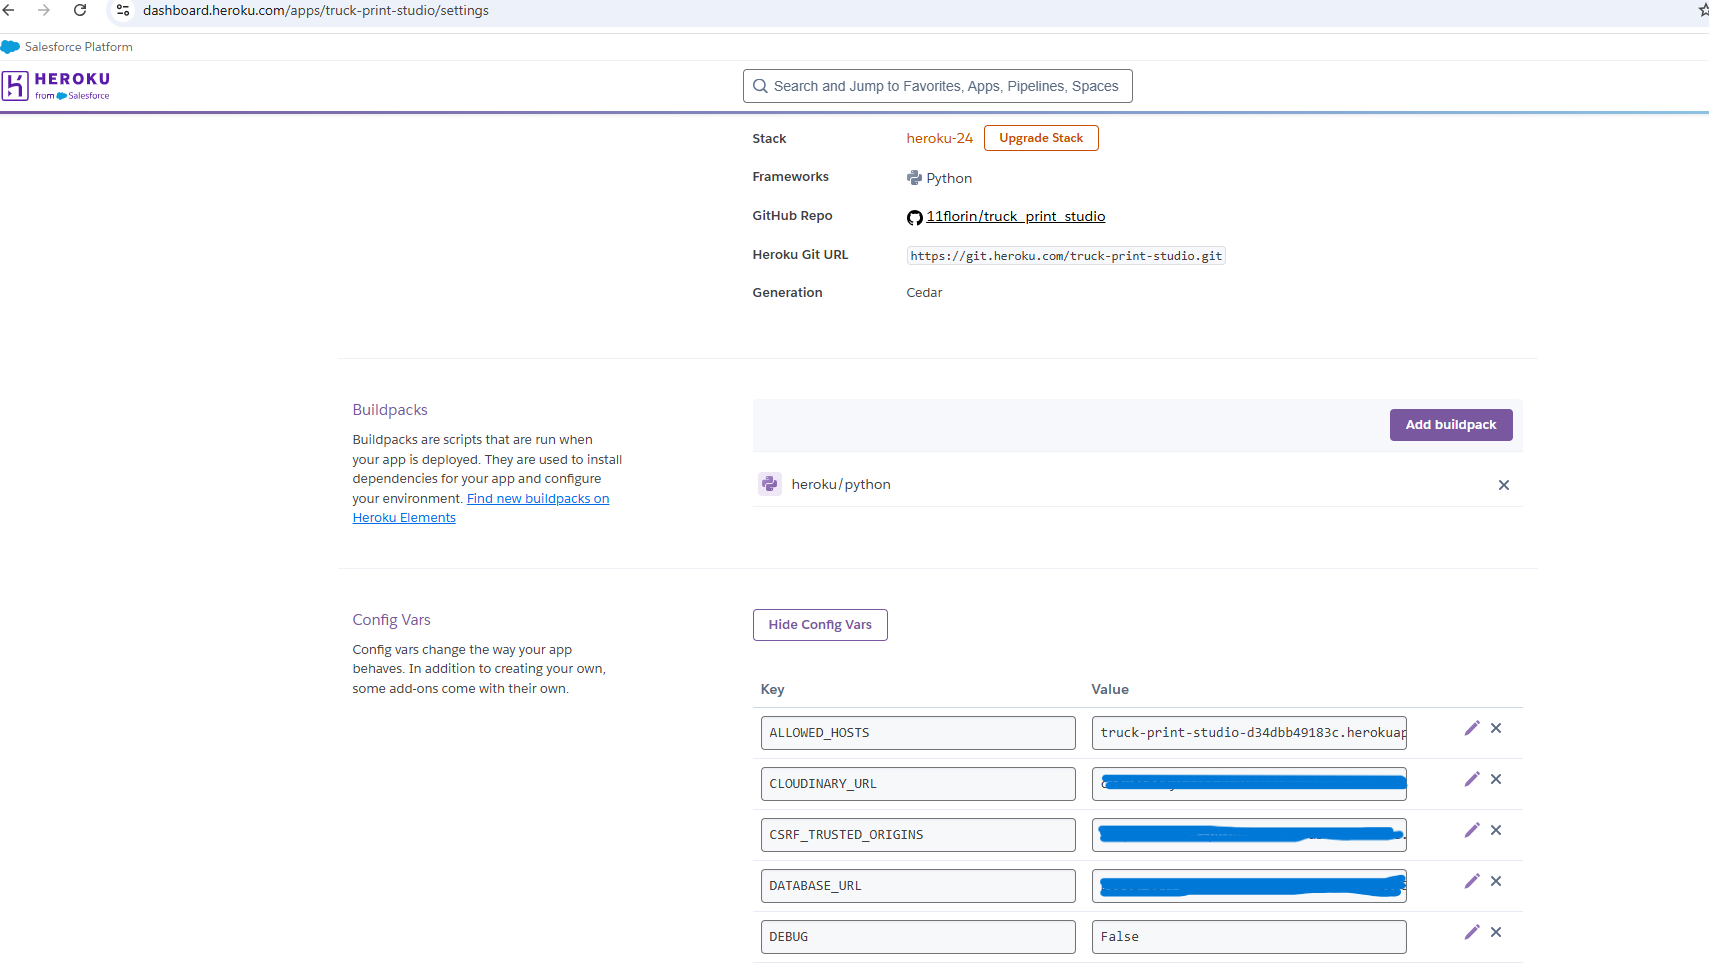 dashboard.heroku.com/apps/truck-print-studio/settings
Salesforce Platform
HEROKU
from Salesforce
Search and Jump to Favorites, Apps, Pipelines, Spaces
Stack heroku-24 Upgrade Stack
Frameworks Python
GitHub Repo 11florin/truck_print_studio
Heroku Git URL https://git.heroku.com/truck-print-studio.git
Generation Cedar
Buildpacks
Buildpacks are scripts that are run when
your app is deployed. They are used to install
dependencies for your app and configure
your environment. Find new buildpacks on
Heroku Elements
Add buildpack
heroku/python
Config Vars
Config vars change the way your app
behaves. In addition to creating your own,
some add-ons come with their own.
Hide Config Vars
Key Value
ALLOWED_HOSTS truck-print-studio-d34dbb49183c.herokuap
CLOUDINARY_URL
CSRF_TRUSTED_ORIGINS
DATABASE_URL
DEBUG False